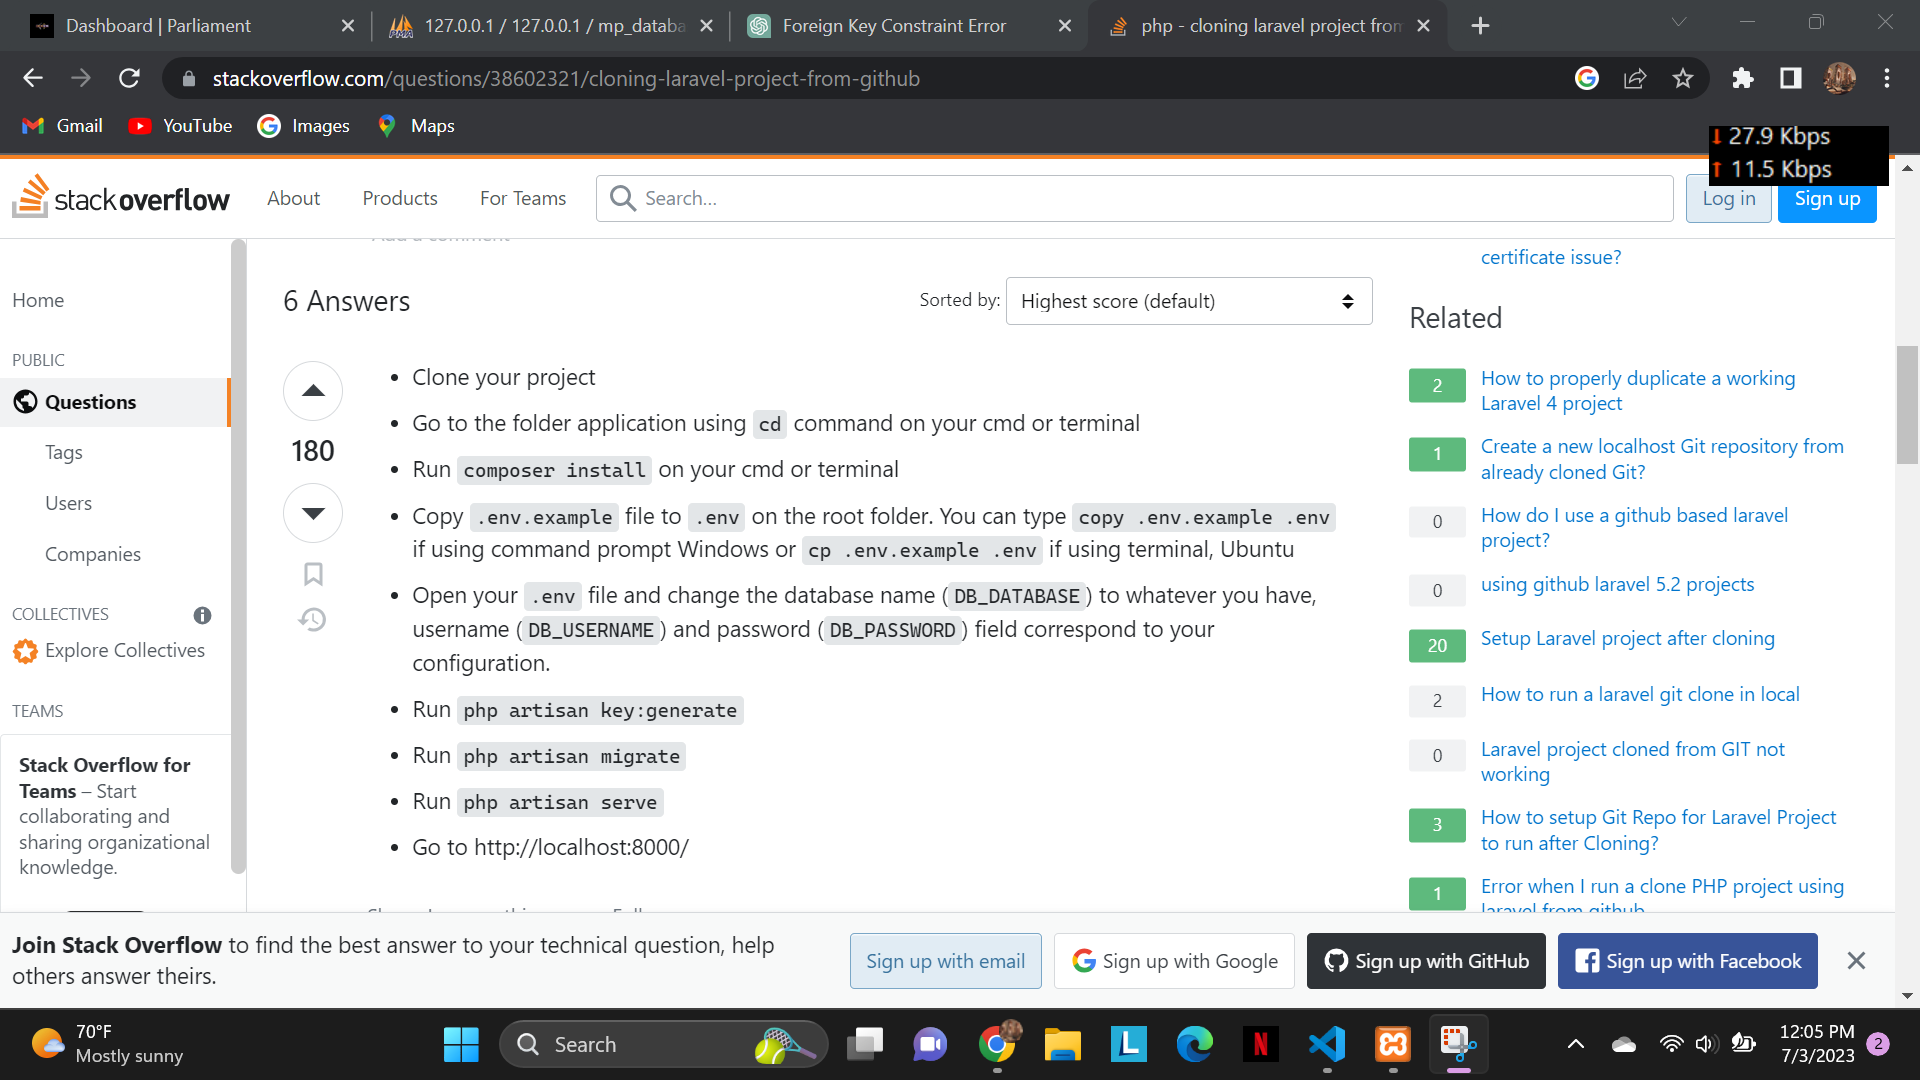 Dashboard | Parliament
127.0.0.1 / 127.0.0.1 / mp_databa
Foreign Key Constraint Error
php - cloning laravel project from
stackoverflow.com/questions/38602321/cloning-laravel-project-from-github
Gmail
YouTube
Images
Maps
27.9 Kbps
11.5 Kbps
stackoverflow
About
Products
For Teams
Search...
Log in
Sign up
Home
PUBLIC
Questions
Tags
Users
Companies
COLLECTIVES
Explore Collectives
TEAMS
Stack Overflow for
Teams – Start
collaborating and
sharing organizational
knowledge.
6 Answers
Sorted by:
Highest score (default)
180
Clone your project
Go to the folder application using cd command on your cmd or terminal
Run composer install on your cmd or terminal
Copy .env.example file to .env on the root folder. You can type copy .env.example .env
if using command prompt Windows or cp .env.example .env if using terminal, Ubuntu
Open your .env file and change the database name (DB_DATABASE) to whatever you have,
username (DB_USERNAME) and password (DB_PASSWORD) field correspond to your
configuration.
Run php artisan key:generate
Run php artisan migrate
Run php artisan serve
Go to http://localhost:8000/
certificate issue?
Related
2
How to properly duplicate a working
Laravel 4 project
1
Create a new localhost Git repository from
already cloned Git?
0
How do I use a github based laravel
project?
0
using github laravel 5.2 projects
20
Setup Laravel project after cloning
2
How to run a laravel git clone in local
0
Laravel project cloned from GIT not
working
3
How to setup Git Repo for Laravel Project
to run after Cloning?
1
Error when I run a clone PHP project using
laravel from github
Join Stack Overflow to find the best answer to your technical question, help
others answer theirs.
Sign up with email
Sign up with Google
Sign up with GitHub
Sign up with Facebook
70°F
Mostly sunny
Search
12:05 PM
7/3/2023
2